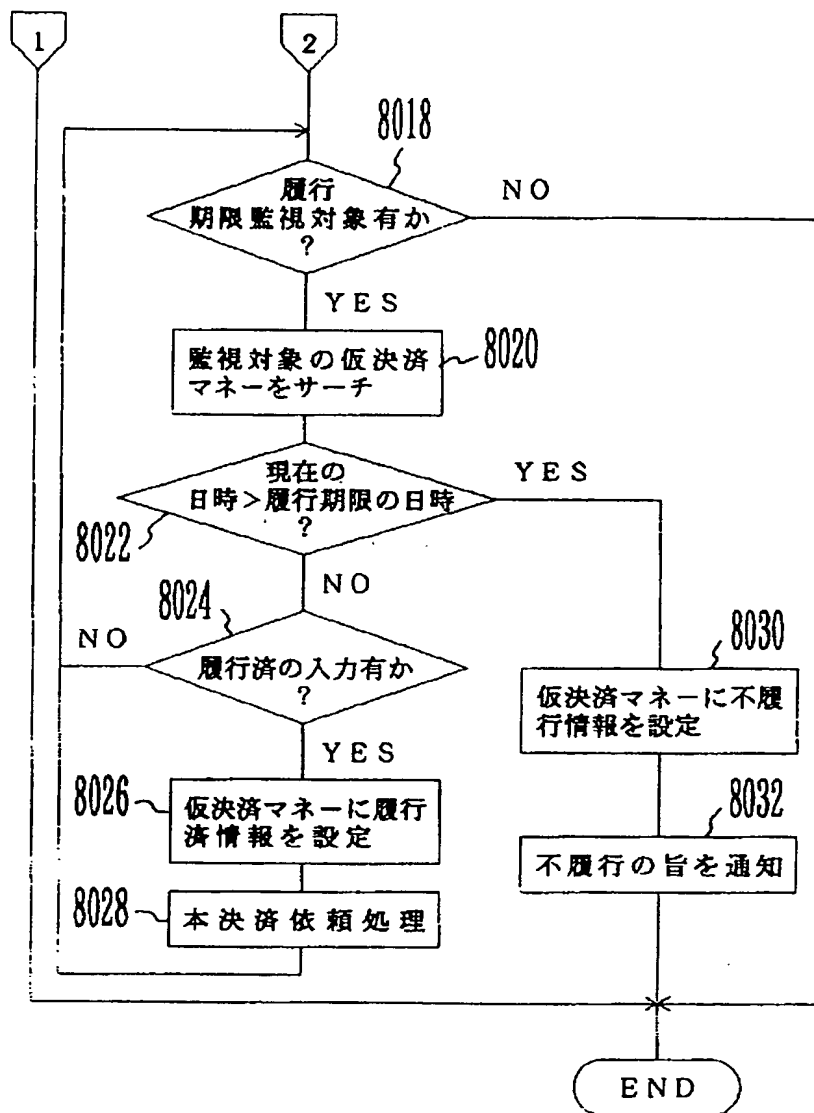 1
2
8018
履行
期限監視対象有か
?
NO
YES
監視対象の仮決済
マネーをサーチ
8020
現在の
日時>履行期限の日時
?
YES
8022
NO
8024
NO
履行済の入力有か
?
YES
8030
仮決済マネーに不履
行情報を設定
8026
仮決済マネーに履行
済情報を設定
8032
不履行の旨を通知
8028
本決済依頼処理
END